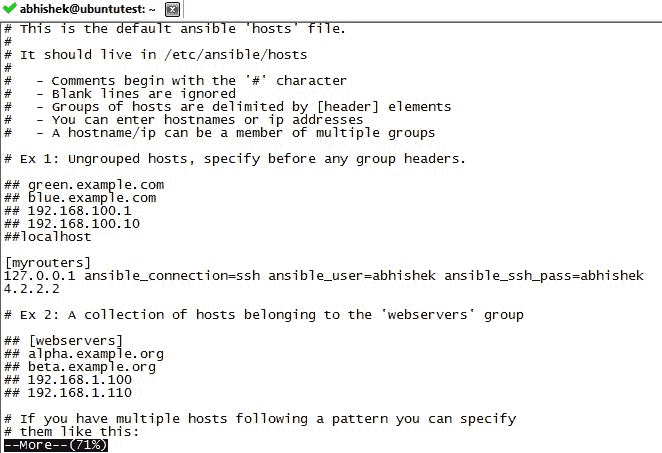 abhishek@ubuntutest: ~
# This is the default ansible 'hosts' file.
#
# It should live in /etc/ansible/hosts
#
#   - Comments begin with the '#' character
#   - Blank lines are ignored
#   - Groups of hosts are delimited by [header] elements
#   - You can enter hostnames or ip addresses
#   - A hostname/ip can be a member of multiple groups
# Ex 1: Ungrouped hosts, specify before any group headers.
## green.example.com
## blue.example.com
## 192.168.100.1
## 192.168.100.10
##localhost
[myrouters]
127.0.0.1 ansible_connection=ssh ansible_user=abhishek ansible_ssh_pass=abhishek
4.2.2.2
# Ex 2: A collection of hosts belonging to the 'webservers' group
## [webservers]
## alpha.example.org
## beta.example.org
## 192.168.1.100
## 192.168.1.110
# If you have multiple hosts following a pattern you can specify
# them like this:
--More--(71%)